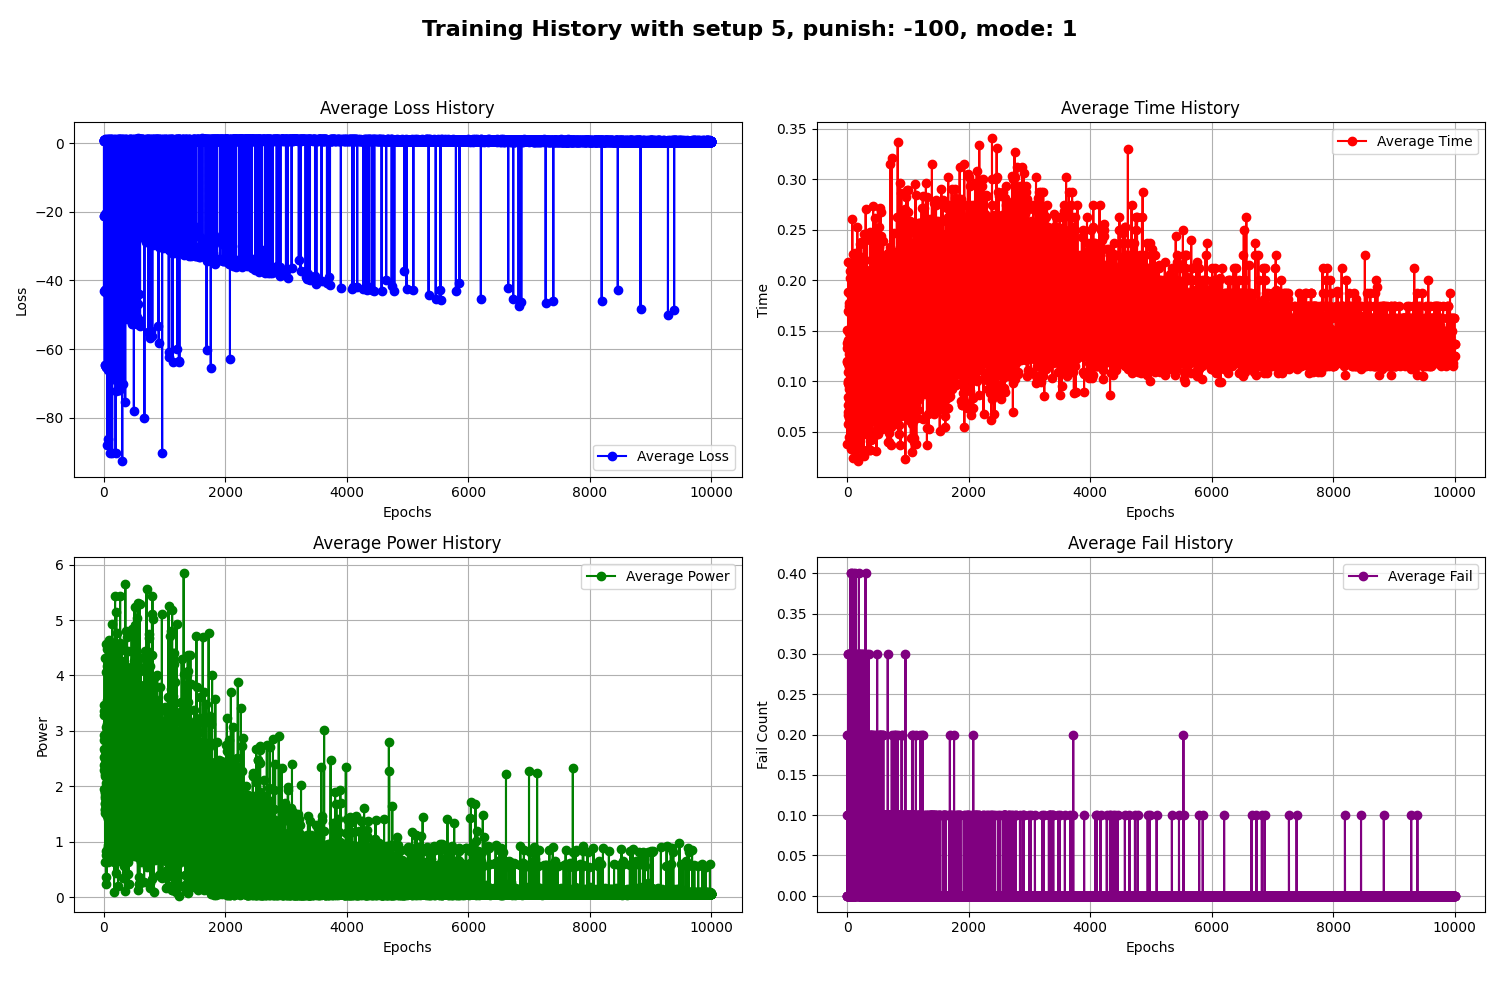 Training History with setup 5, punish: -100, mode: 1
Average Loss History
0
−20
−40
−60
−80
Loss
0 2000 4000 6000 8000 10000
Epochs
Average Loss
Average Time History
0.35
0.30
0.25
0.20
0.15
0.10
0.05
Time
0 2000 4000 6000 8000 10000
Epochs
Average Time
Average Power History
6
5
4
3
2
1
0
Power
0 2000 4000 6000 8000 10000
Epochs
Average Power
Average Fail History
0.40
0.35
0.30
0.25
0.20
0.15
0.10
0.05
0.00
Fail Count
0 2000 4000 6000 8000 10000
Epochs
Average Fail